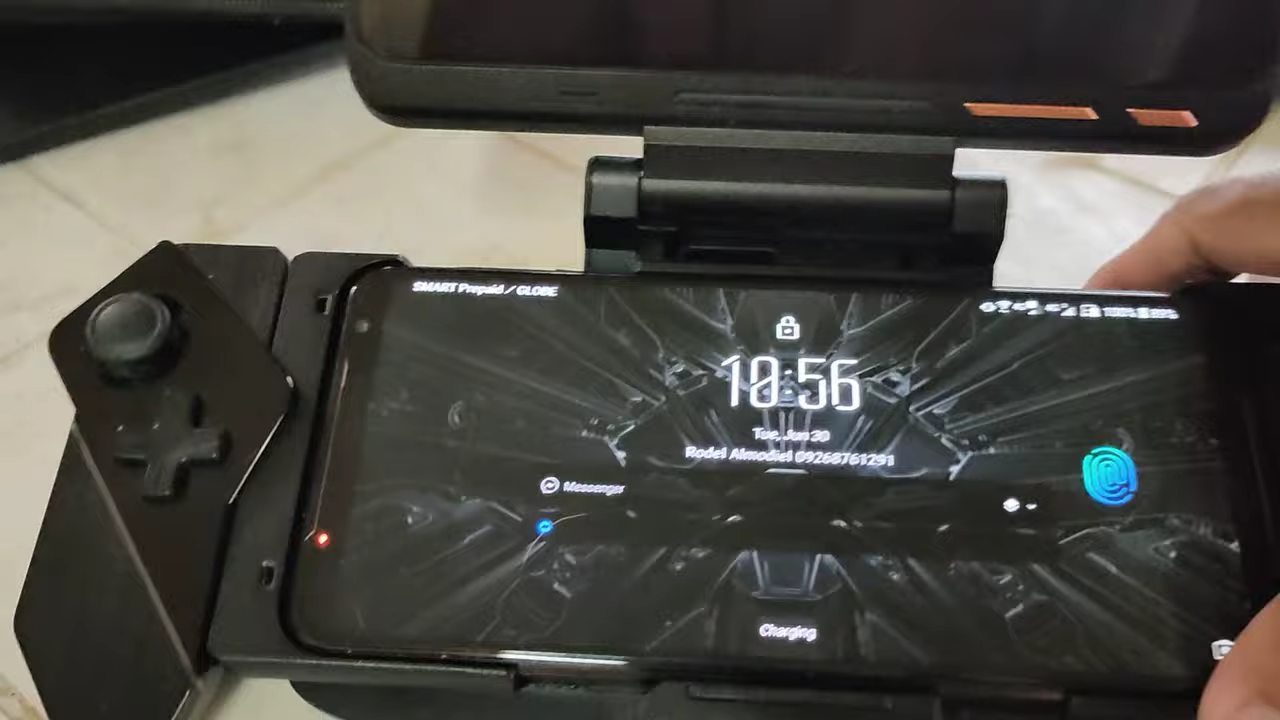 SMART Prepaid / GLOBE
10:56
Tue, Jun 30
Rodel Almodiel 09268761291
Messenger
Charging